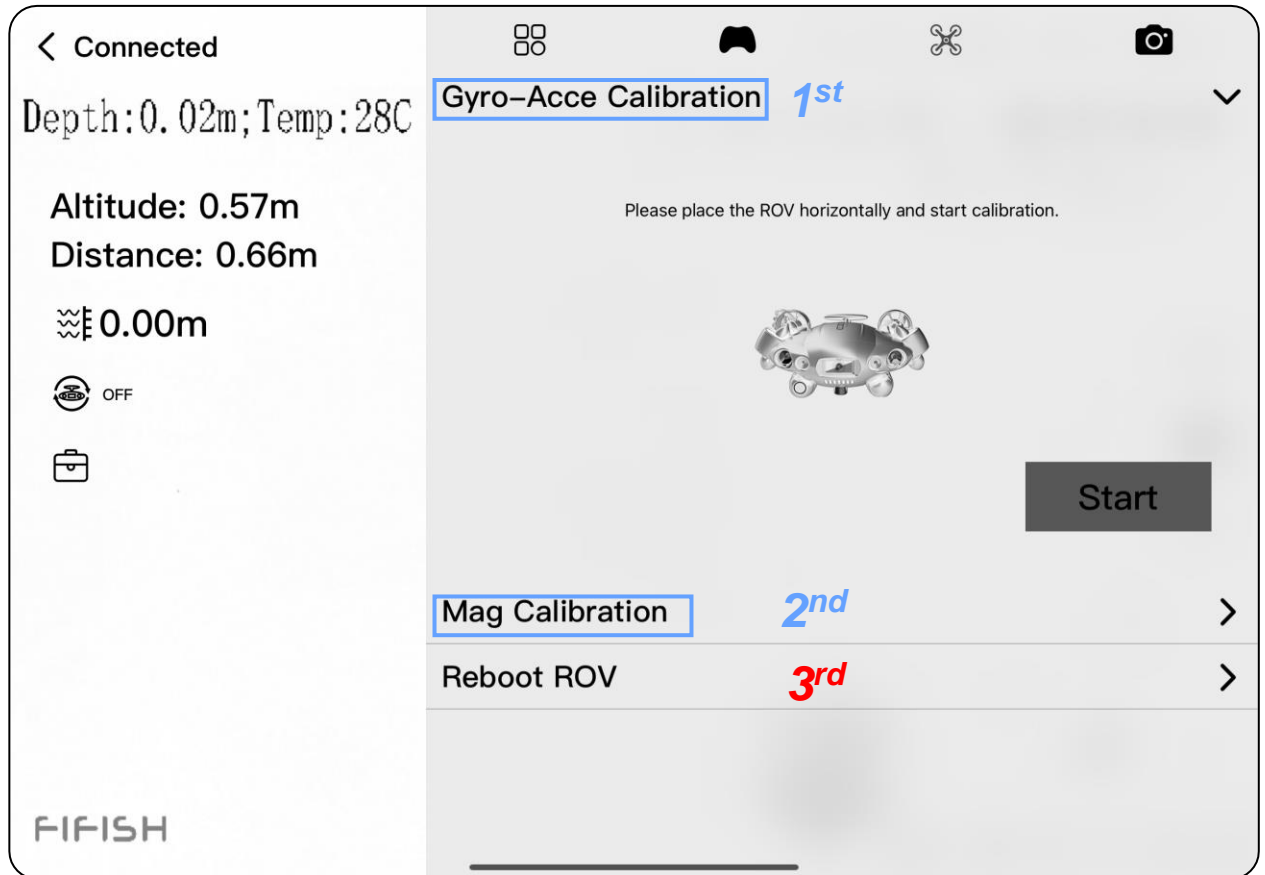 Connected
Depth:0.02m;Temp:28C
Altitude: 0.57m
Distance: 0.66m
0.00m
OFF
FIFISH
Gyro-Acce Calibration 1st
Please place the ROV horizontally and start calibration.
Start
Mag Calibration 2nd
Reboot ROV 3rd